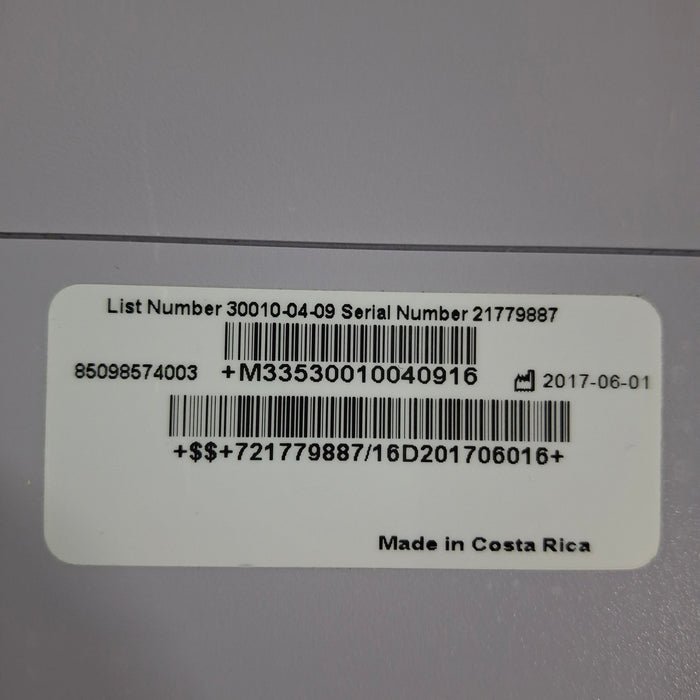 List Number 30010-04-09 Serial Number 21779887
85098574003 +M33530010040916 2017-06-01
+$$+721779887/16D201706016+
Made in Costa Rica